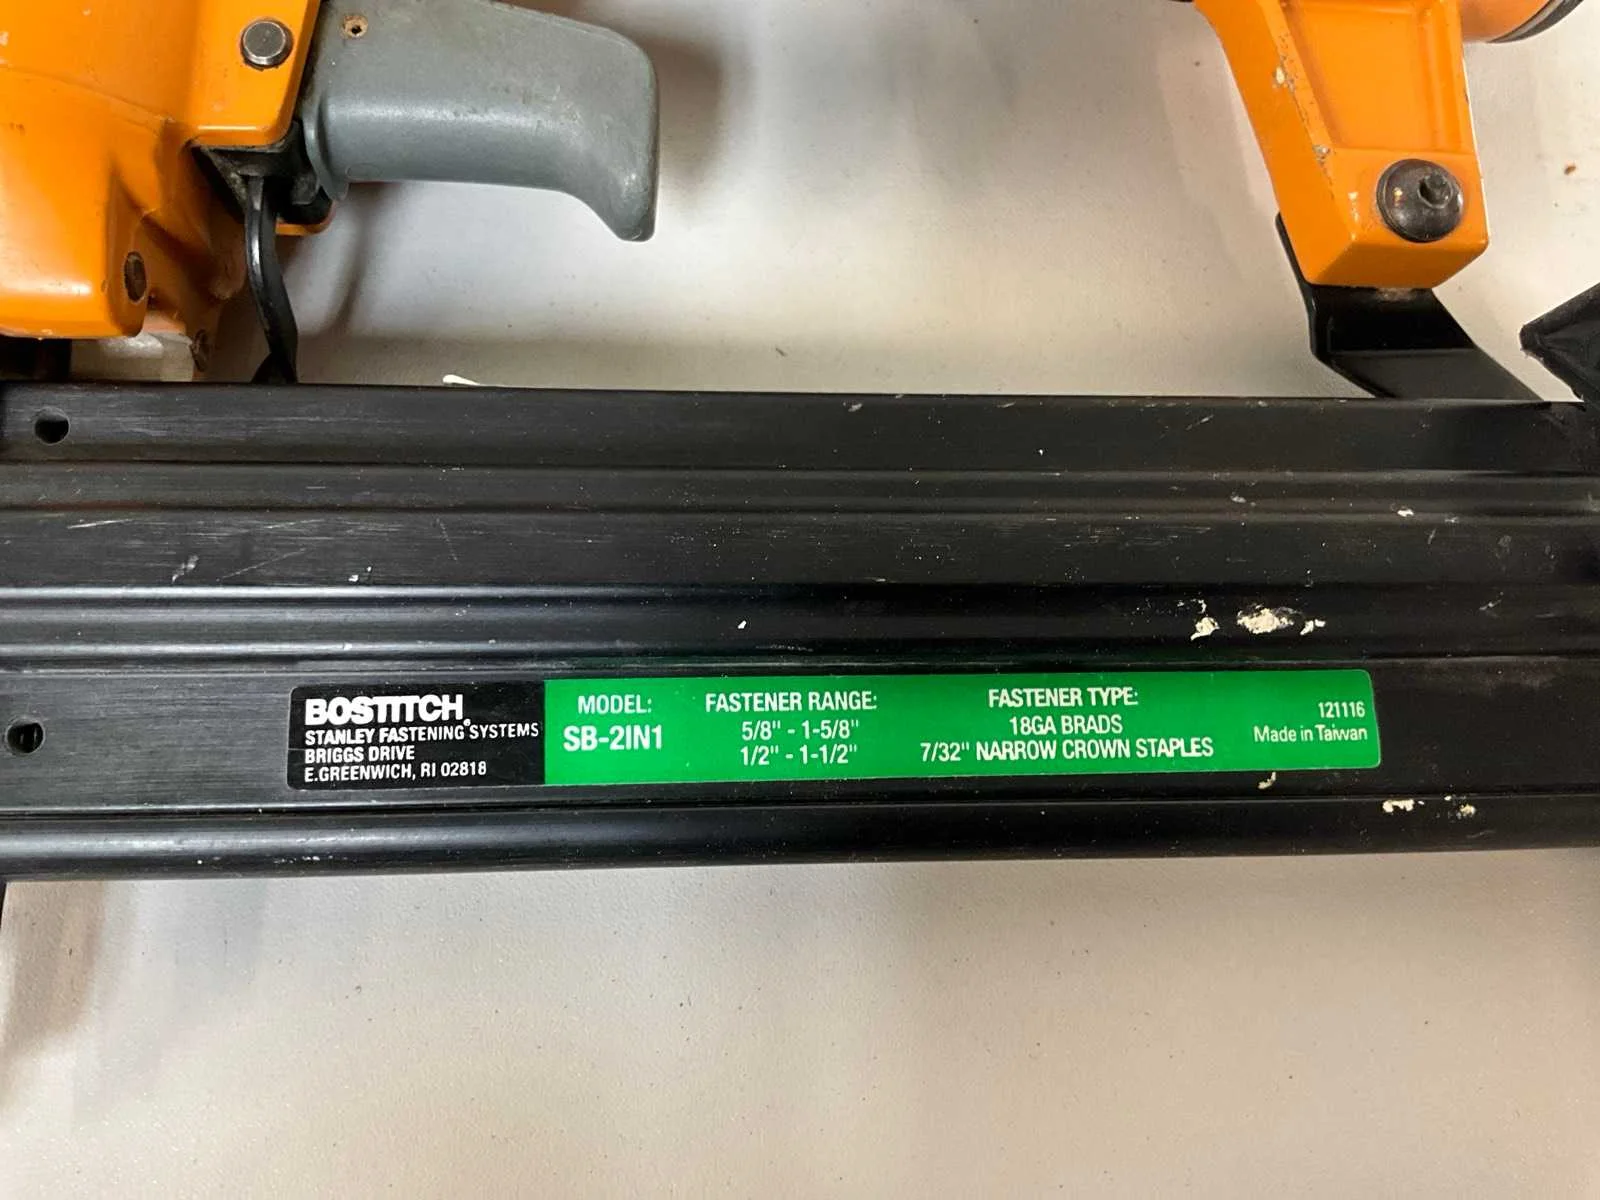 BOSTITCH®
STANLEY FASTENING SYSTEMS
BRIGGS DRIVE
E.GREENWICH, RI 02818
MODEL:
SB-2IN1
FASTENER RANGE:
5/8" - 1-5/8"
1/2" - 1-1/2"
FASTENER TYPE:
18GA BRADS
7/32" NARROW CROWN STAPLES
121116
Made in Taiwan